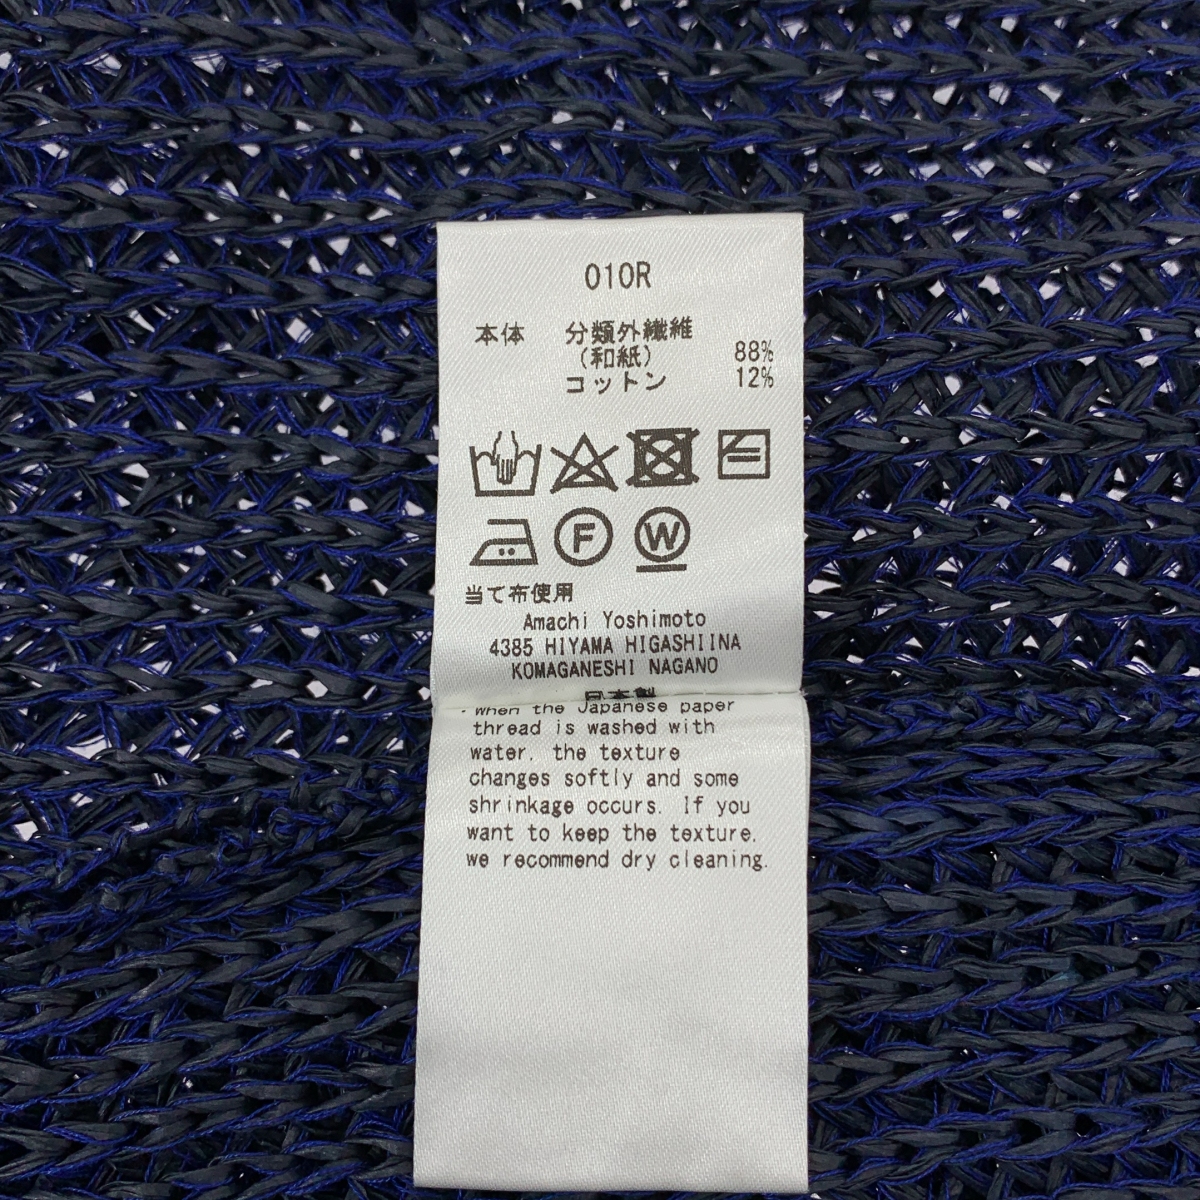 010R
本体 分類外繊維
(和紙) 88%
コットン 12%
F W
当て布使用
Amachi Yoshimoto
4385 HIYAMA HIGASHIINA
KOMAGANESHI NAGANO
日本製
・When the Japanese paper
thread is washed with
water, the texture
changes softly and some
shrinkage occurs. If you
want to keep the texture,
we recommend dry cleaning.